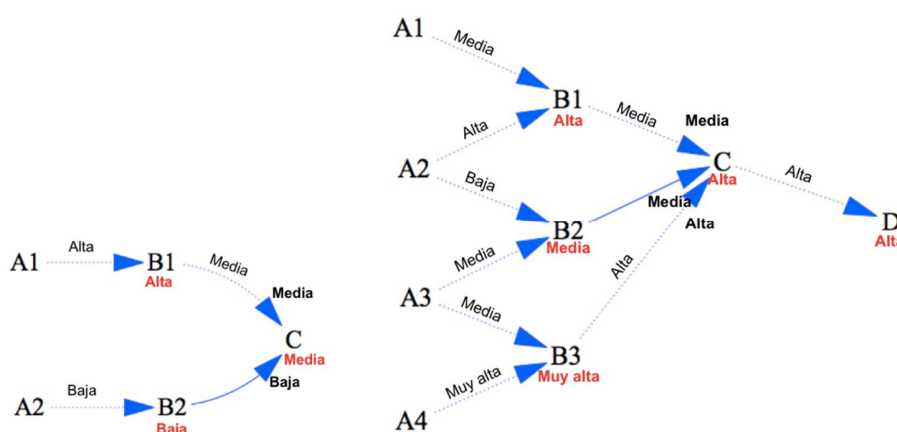 A1
Media
B1
Alta
Media
Media
Alta
A2
Baja
C
Alta
Alta
D
Alta
B2
Media
Media
Alta
Media
A3
Media
Alta
B3
Muy alta
Muy alta
A4
A1
Alta
B1
Alta
Media
Media
C
Media
A2
Baja
B2
Baja
Baja